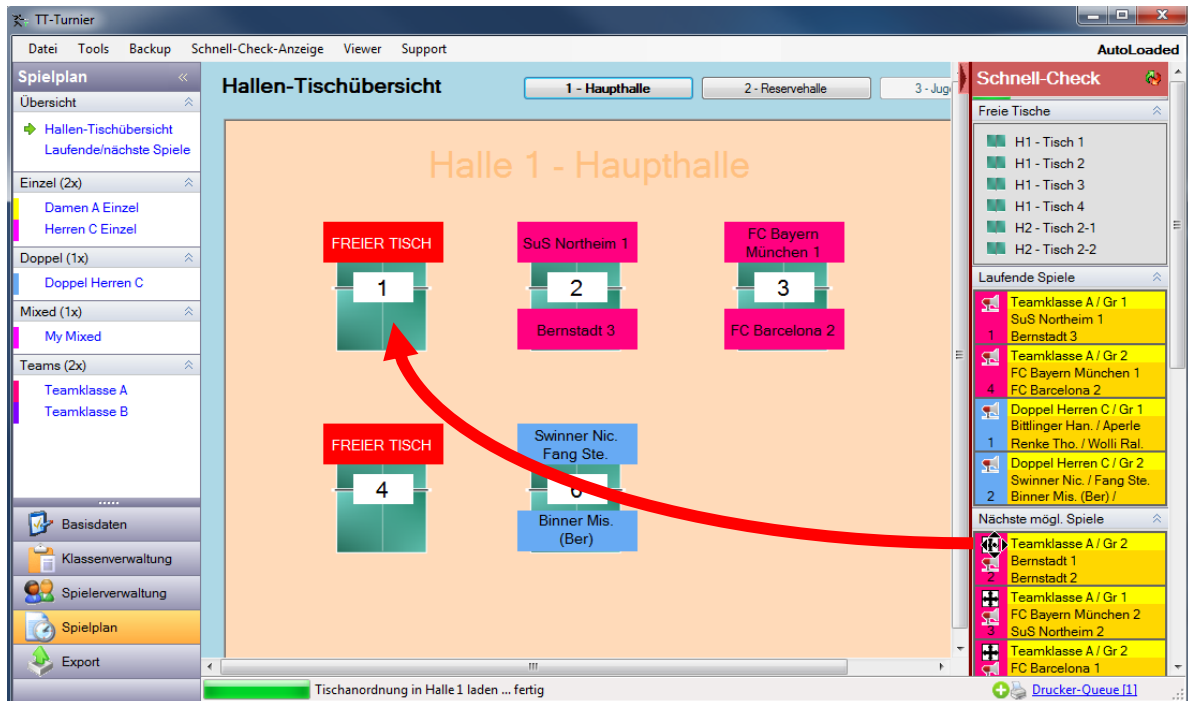 TT-Turnier
Datei Tools Backup Schnell-Check-Anzeige Viewer Support AutoLoaded
Spielplan
Übersicht
Hallen-Tischübersicht
Laufende/nächste Spiele
Einzel (2x)
Damen A Einzel
Herren C Einzel
Doppel (1x)
Doppel Herren C
Mixed (1x)
My Mixed
Teams (2x)
Teamklasse A
Teamklasse B
Basisdaten
Klassenverwaltung
Spielerverwaltung
Spielplan
Export
Hallen-Tischübersicht
1 - Haupthalle
2 - Reservehalle
3 - Jug
Halle 1 - Haupthalle
FREIER TISCH
1
SuS Northeim 1
2
Bernstadt 3
FC Bayern
München 1
3
FC Barcelona 2
FREIER TISCH
4
Swinner Nic.
Fang Ste.
Binner Mis.
(Ber)
Schnell-Check
Freie Tische
H1 - Tisch 1
H1 - Tisch 2
H1 - Tisch 3
H1 - Tisch 4
H2 - Tisch 2-1
H2 - Tisch 2-2
Laufende Spiele
Teamklasse A / Gr 1
SuS Northeim 1
1 Bernstadt 3
Teamklasse A / Gr 2
FC Bayern München 1
4 FC Barcelona 2
Doppel Herren C / Gr 1
Bittlinger Han. / Aperle
1 Renke Tho. / Wolli Ral.
Doppel Herren C / Gr 2
Swinner Nic. / Fang Ste.
2 Binner Mis. (Ber) /
Nächste mögl. Spiele
Teamklasse A / Gr 2
Bernstadt 1
2 Bernstadt 2
Teamklasse A / Gr 1
FC Bayern München 2
3 SuS Northeim 2
Teamklasse A / Gr 2
FC Barcelona 1
Tischanordnung in Halle 1 laden ... fertig
Drucker-Queue [1]